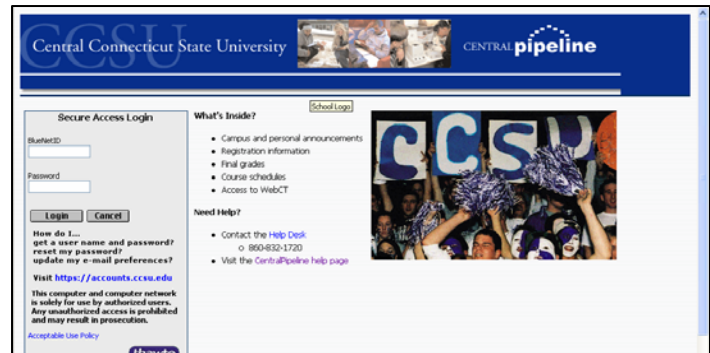 CCSU
Central Connecticut State University
CENTRAL pipeline
School Logo
Secure Access Login
BlueNetID
Password
Login Cancel
How do I...
get a user name and password?
reset my password?
update my e-mail preferences?
Visit https://accounts.ccsu.edu
This computer and computer network
is solely for use by authorized users.
Any unauthorized access is prohibited
and may result in prosecution.
Acceptable Use Policy
What's Inside?
• Campus and personal announcements
• Registration information
• Final grades
• Course schedules
• Access to WebCT
Need Help?
• Contact the Help Desk
o 860-832-1720
• Visit the CentralPipeline help page
CCSU